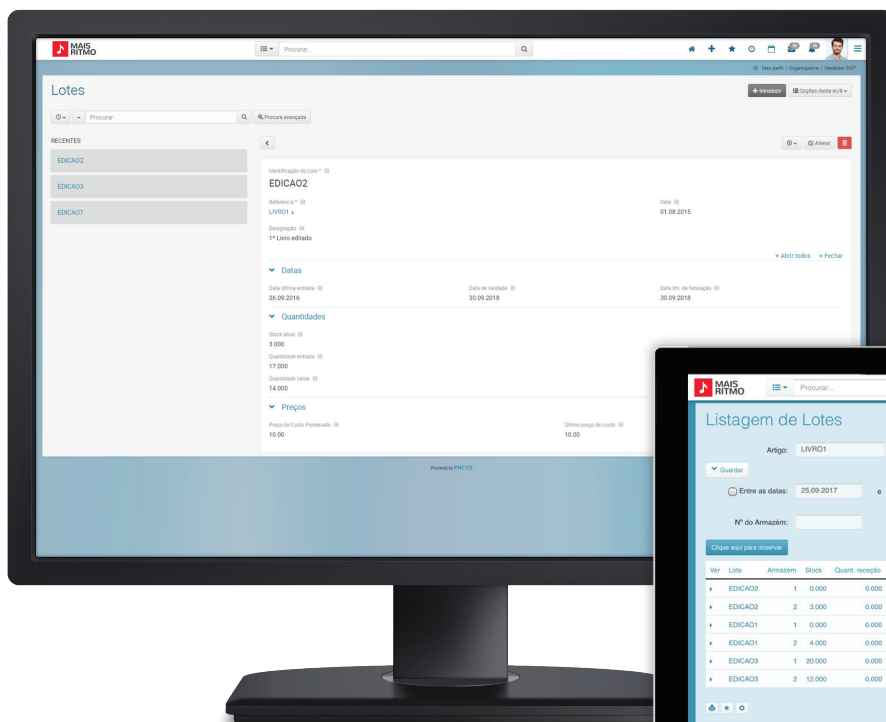 MAIS
RITMO
Procurar...
Meu perfil | Organograma | Vendedor 360º
Lotes
+ Introduzir
Opções deste ecrã
Procurar
Procura avançada
RECENTES
EDICAO2
EDICAO3
EDICAO1
Alterar
Identificação do Lote *
EDICAO2
Referência *
Data
LIVRO1
01.08.2015
Designação
1º Livro editado
Abrir todos
Fechar
Datas
Data última entrada
Data de validade
Data lim. de faturação
26.09.2016
30.09.2018
30.09.2018
Quantidades
Stock atual
3.000
Quantidade entrada
17.000
Quantidade saída
14.000
Preços
Preço de Custo Ponderado
Último preço de custo
10.00
10.00
Powered by PHC CS
MAIS
RITMO
Procurar...
Listagem de Lotes
Artigo: LIVRO1
Guardar
Entre as datas: 25.09.2017 e
Nº do Armazém:
Clique aqui para observar
Ver Lote Armazém Stock Quant. receção
EDICAO2 1 0.000 0.000
EDICAO2 2 3.000 0.000
EDICAO1 1 0.000 0.000
EDICAO1 2 4.000 0.000
EDICAO3 1 20.000 0.000
EDICAO3 2 12.000 0.000